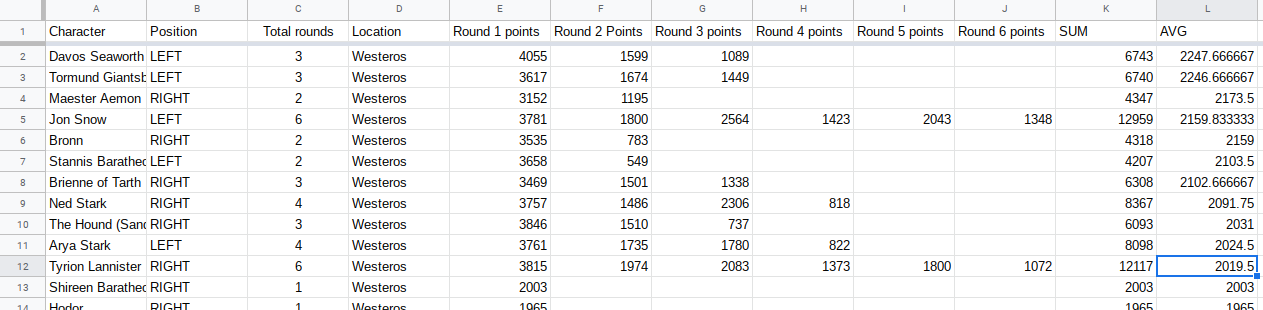 A B C D E F G H I J K L
1 Character Position Total rounds Location Round 1 points Round 2 Points Round 3 points Round 4 points Round 5 points Round 6 points SUM AVG
2 Davos Seaworth LEFT 3 Westeros 4055 1599 1089 6743 2247.666667
3 Tormund Giantsb LEFT 3 Westeros 3617 1674 1449 6740 2246.666667
4 Maester Aemon RIGHT 2 Westeros 3152 1195 4347 2173.5
5 Jon Snow LEFT 6 Westeros 3781 1800 2564 1423 2043 1348 12959 2159.833333
6 Bronn RIGHT 2 Westeros 3535 783 4318 2159
7 Stannis Baratheo LEFT 2 Westeros 3658 549 4207 2103.5
8 Brienne of Tarth RIGHT 3 Westeros 3469 1501 1338 6308 2102.666667
9 Ned Stark RIGHT 4 Westeros 3757 1486 2306 818 8367 2091.75
10 The Hound (Sand RIGHT 3 Westeros 3846 1510 737 6093 2031
11 Arya Stark LEFT 4 Westeros 3761 1735 1780 822 8098 2024.5
12 Tyrion Lannister RIGHT 6 Westeros 3815 1974 2083 1373 1800 1072 12117 2019.5
13 Shireen Baratheo RIGHT 1 Westeros 2003 2003 2003
14 Hodor RIGHT 1 Westeros 1965 1965 1965